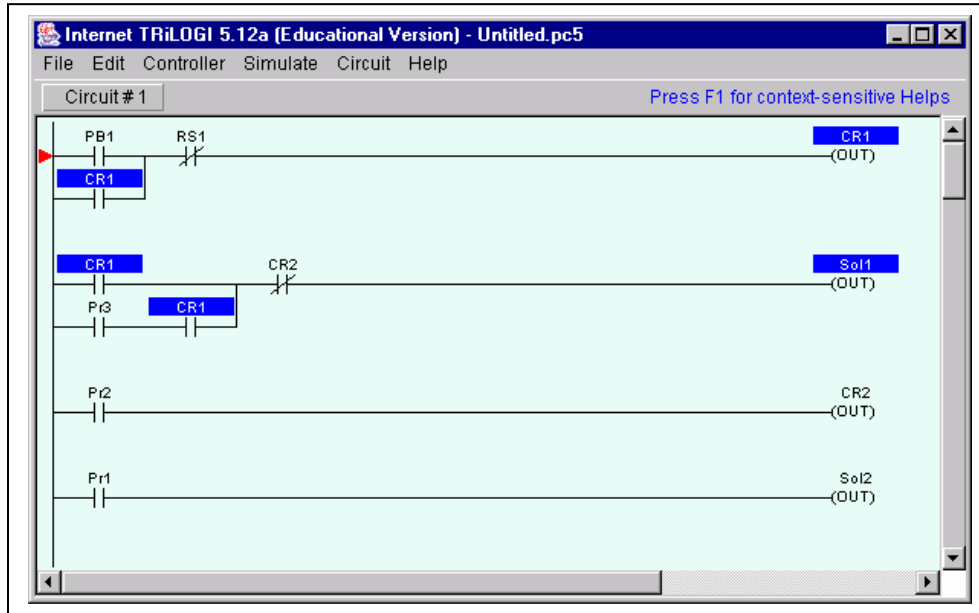 Internet TRiLOGI 5.12a (Educational Version) - Untitled.pc5
File Edit Controller Simulate Circuit Help
Circuit # 1 Press F1 for context-sensitive Helps
PB1 RS1 CR1
(OUT)
CR1
CR1 CR2 Sol1
(OUT)
Pr3 CR1
Pr2 CR2
(OUT)
Pr1 Sol2
(OUT)